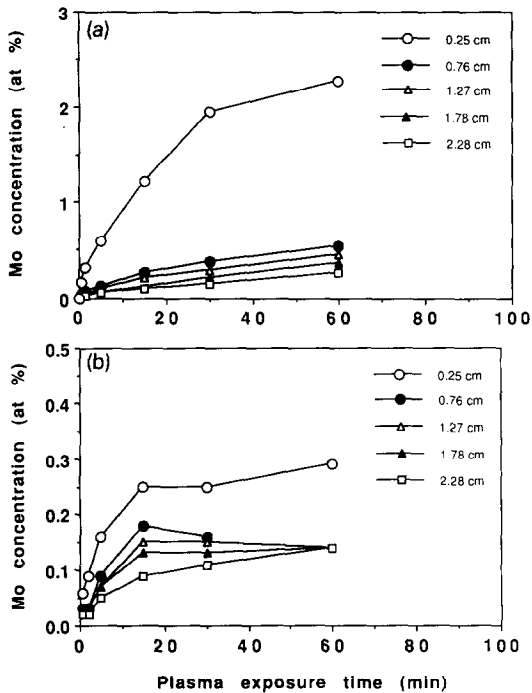 (a)
Mo concentration (at %)
3
2
1
0
0.25 cm
0.76 cm
1.27 cm
1.78 cm
2.28 cm
0 20 40 60 80 100
(b)
Mo concentration (at %)
0.5
0.4
0.3
0.2
0.1
0.0
0.25 cm
0.76 cm
1.27 cm
1.78 cm
2.28 cm
0 20 40 60 80 100
Plasma exposure time (min)